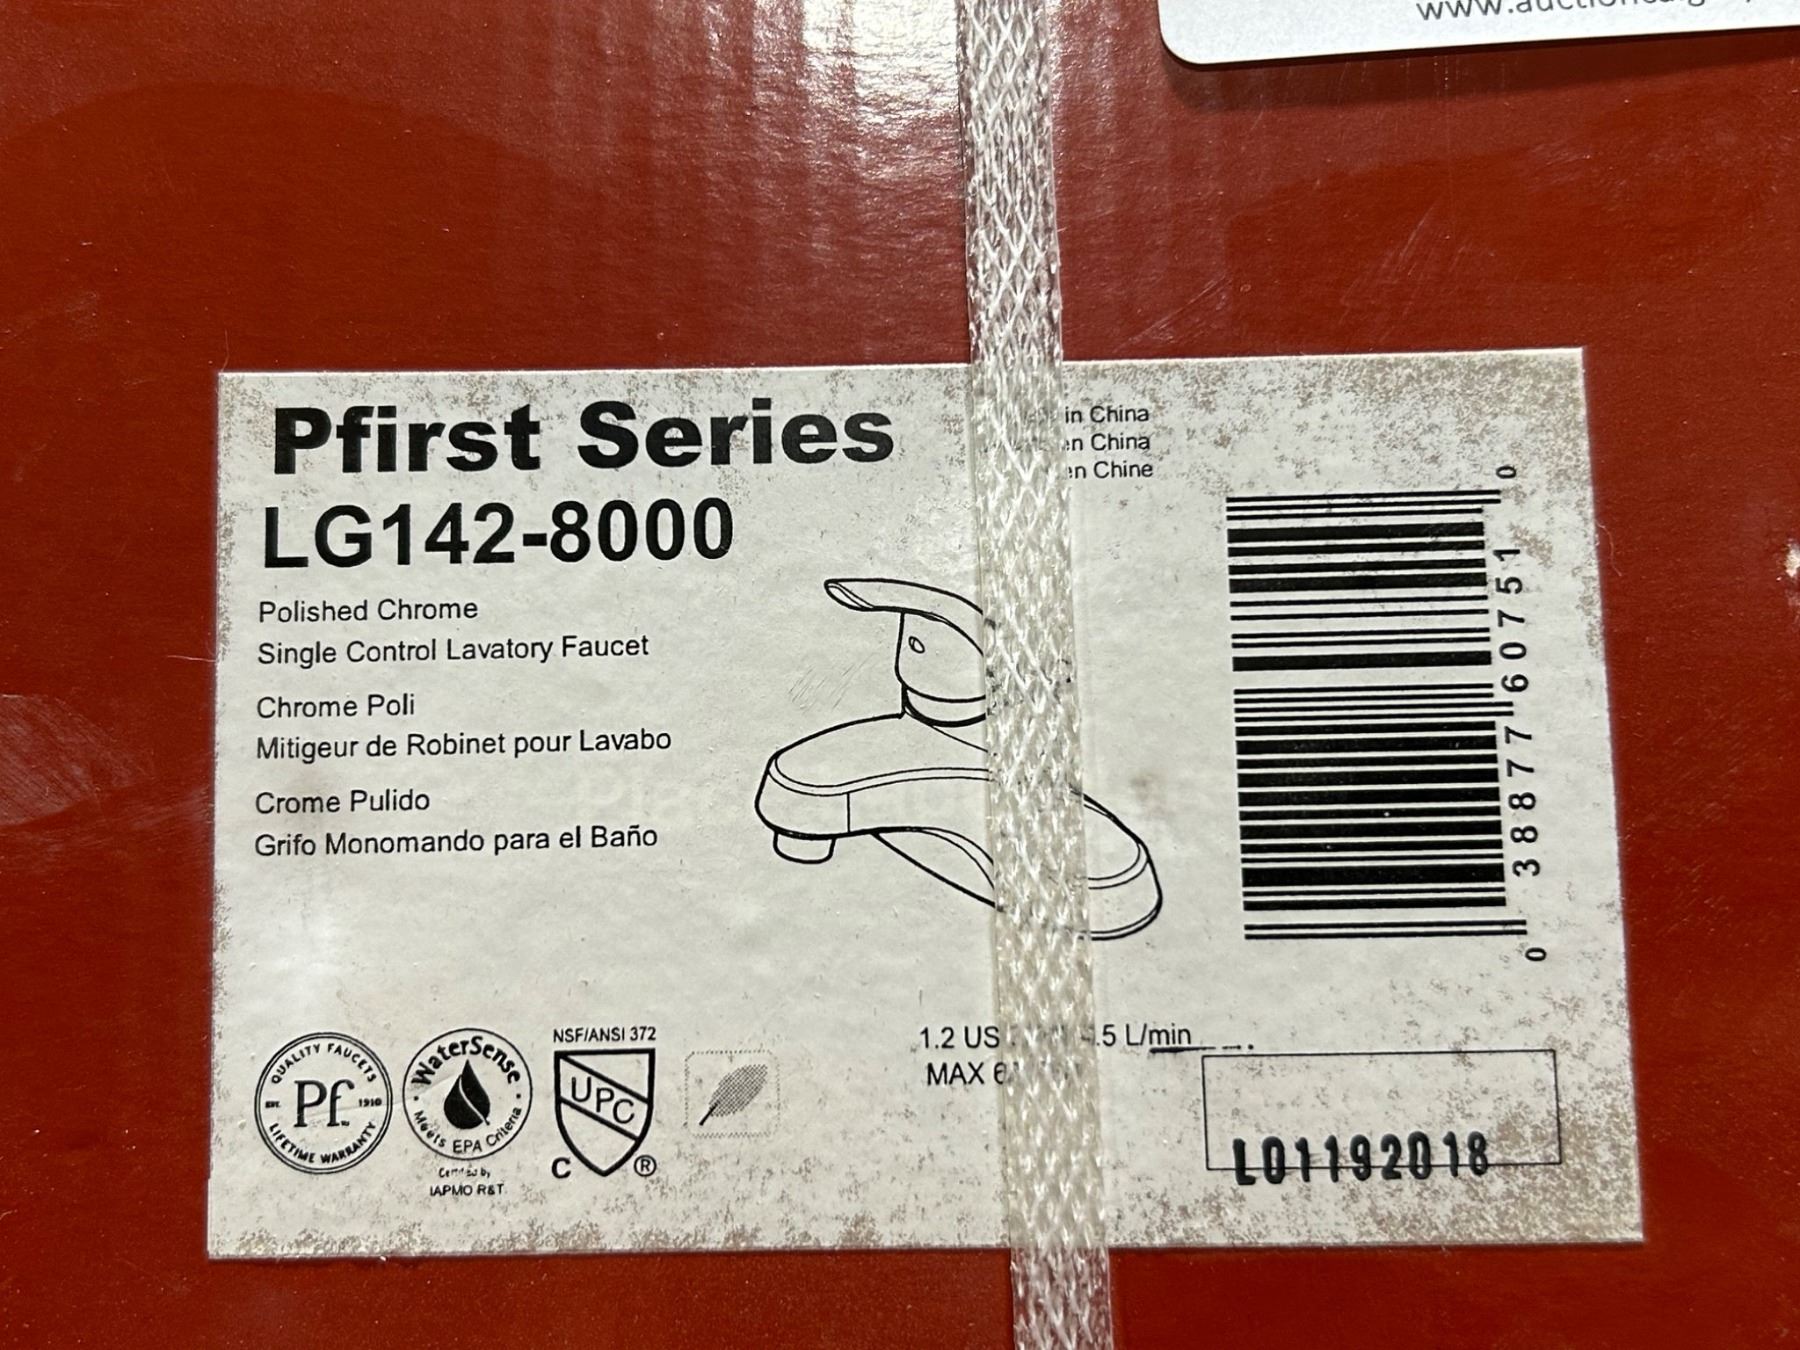 Pfirst Series
LG142-8000
in China
en China
en Chine
Polished Chrome
Single Control Lavatory Faucet
Chrome Poli
Mitigeur de Robinet pour Lavabo
Crome Pulido
Grifo Monomando para el Baño
0 38877 60751 0
QUALITY FAUCETS
EST. Pf 1910
LIFETIME WARRANTY
WaterSense
Meets EPA Criteria
Certified by
IAPMO R&T
NSF/ANSI 372
UPC
C ®
1.2 US .5 L/min
MAX 6
L01192018